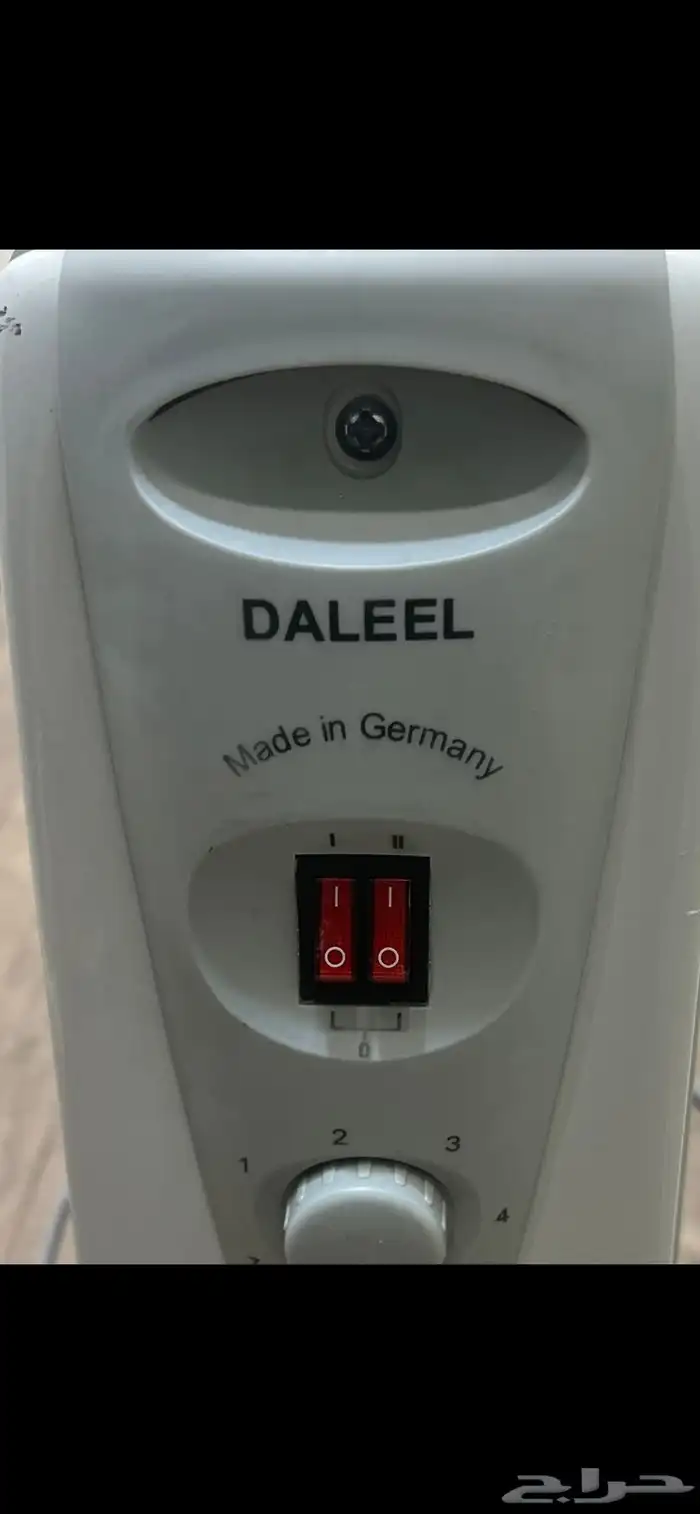 DALEEL
Made in Germany
I II
I I
O O
0
1 2 3 4
حراج